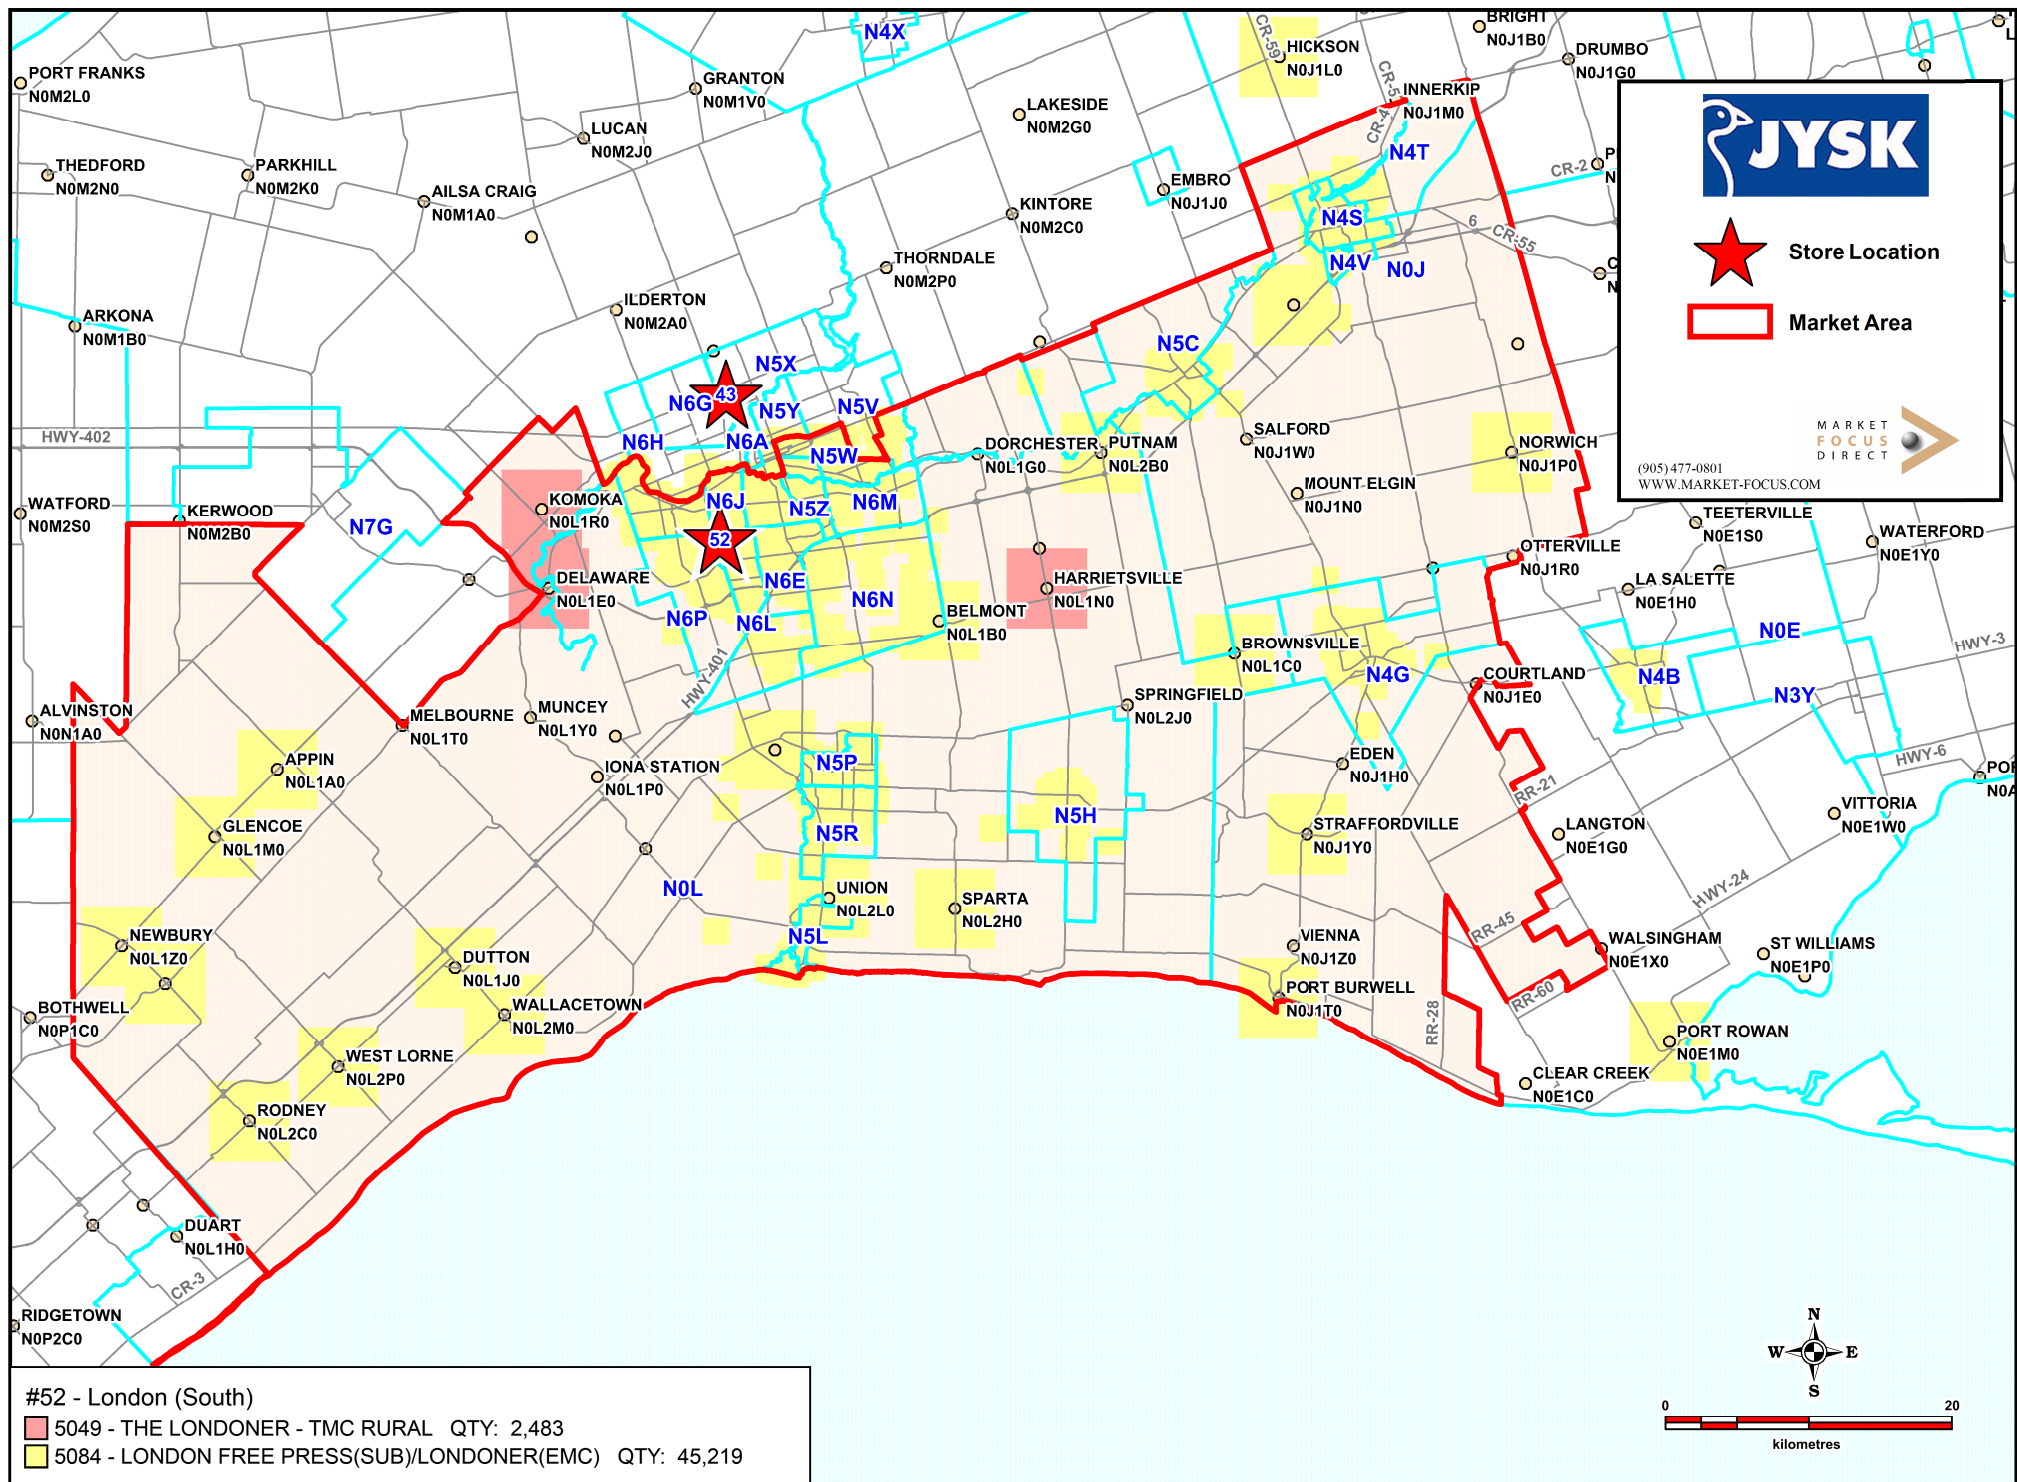 N4X
CR-59
HICKSON
N0J1L0
BRIGHT
N0J1B0
DRUMBO
N0J1G0
PORT FRANKS
N0M2L0
GRANTON
N0M1V0
LAKESIDE
N0M2G0
CR-4
INNERKIP
N0J1M0
JYSK
LUCAN
N0M2J0
N4T
THEDFORD
N0M2N0
PARKHILL
N0M2K0
AILSA CRAIG
N0M1A0
EMBRO
N0J1J0
CR-2
KINTORE
N0M2C0
N4S
6
CR-55
Store Location
THORNDALE
N0M2P0
N4V
N0J
ILDERTON
N0M2A0
ARKONA
N0M1B0
Market Area
N5X
N5C
43
N6G
N5Y
N5V
HWY-402
N6H
N6A
N5W
DORCHESTER
N0L1G0
PUTNAM
N0L2B0
SALFORD
N0J1W0
NORWICH
N0J1P0
MARKET
FOCUS
DIRECT
(905) 477-0801
WWW.MARKET-FOCUS.COM
WATFORD
N0M2S0
KERWOOD
N0M2B0
N7G
KOMOKA
N0L1R0
N6J
N5Z
N6M
MOUNT ELGIN
N0J1N0
TEETERVILLE
N0E1S0
WATERFORD
N0E1Y0
52
OTTERVILLE
N0J1R0
DELAWARE
N0L1E0
N6E
N6N
HARRIETSVILLE
N0L1N0
LA SALETTE
N0E1H0
N6P
N6L
BELMONT
N0L1B0
N0E
HWY-3
BROWNSVILLE
N0L1C0
N4G
COURTLAND
N0J1E0
N4B
N3Y
HWY-401
ALVINSTON
N0N1A0
MELBOURNE
N0L1T0
MUNCEY
N0L1Y0
SPRINGFIELD
N0L2J0
APPIN
N0L1A0
IONA STATION
N0L1P0
N5P
EDEN
N0J1H0
HWY-6
RR-21
GLENCOE
N0L1M0
N5R
N5H
STRAFFORDVILLE
N0J1Y0
LANGTON
N0E1G0
VITTORIA
N0E1W0
N0L
UNION
N0L2L0
SPARTA
N0L2H0
HWY-24
NEWBURY
N0L1Z0
N5L
RR-45
VIENNA
N0J1Z0
WALSINGHAM
N0E1X0
ST WILLIAMS
N0E1P0
DUTTON
N0L1J0
BOTHWELL
N0P1C0
WALLACETOWN
N0L2M0
PORT BURWELL
N0J1T0
RR-60
RR-28
WEST LORNE
N0L2P0
PORT ROWAN
N0E1M0
CLEAR CREEK
N0E1C0
RODNEY
N0L2C0
DUART
N0L1H0
CR-3
RIDGETOWN
N0P2C0
N
W E
S
0 20
kilometres
#52 - London (South)
5049 - THE LONDONER - TMC RURAL QTY: 2,483
5084 - LONDON FREE PRESS(SUB)/LONDONER(EMC) QTY: 45,219